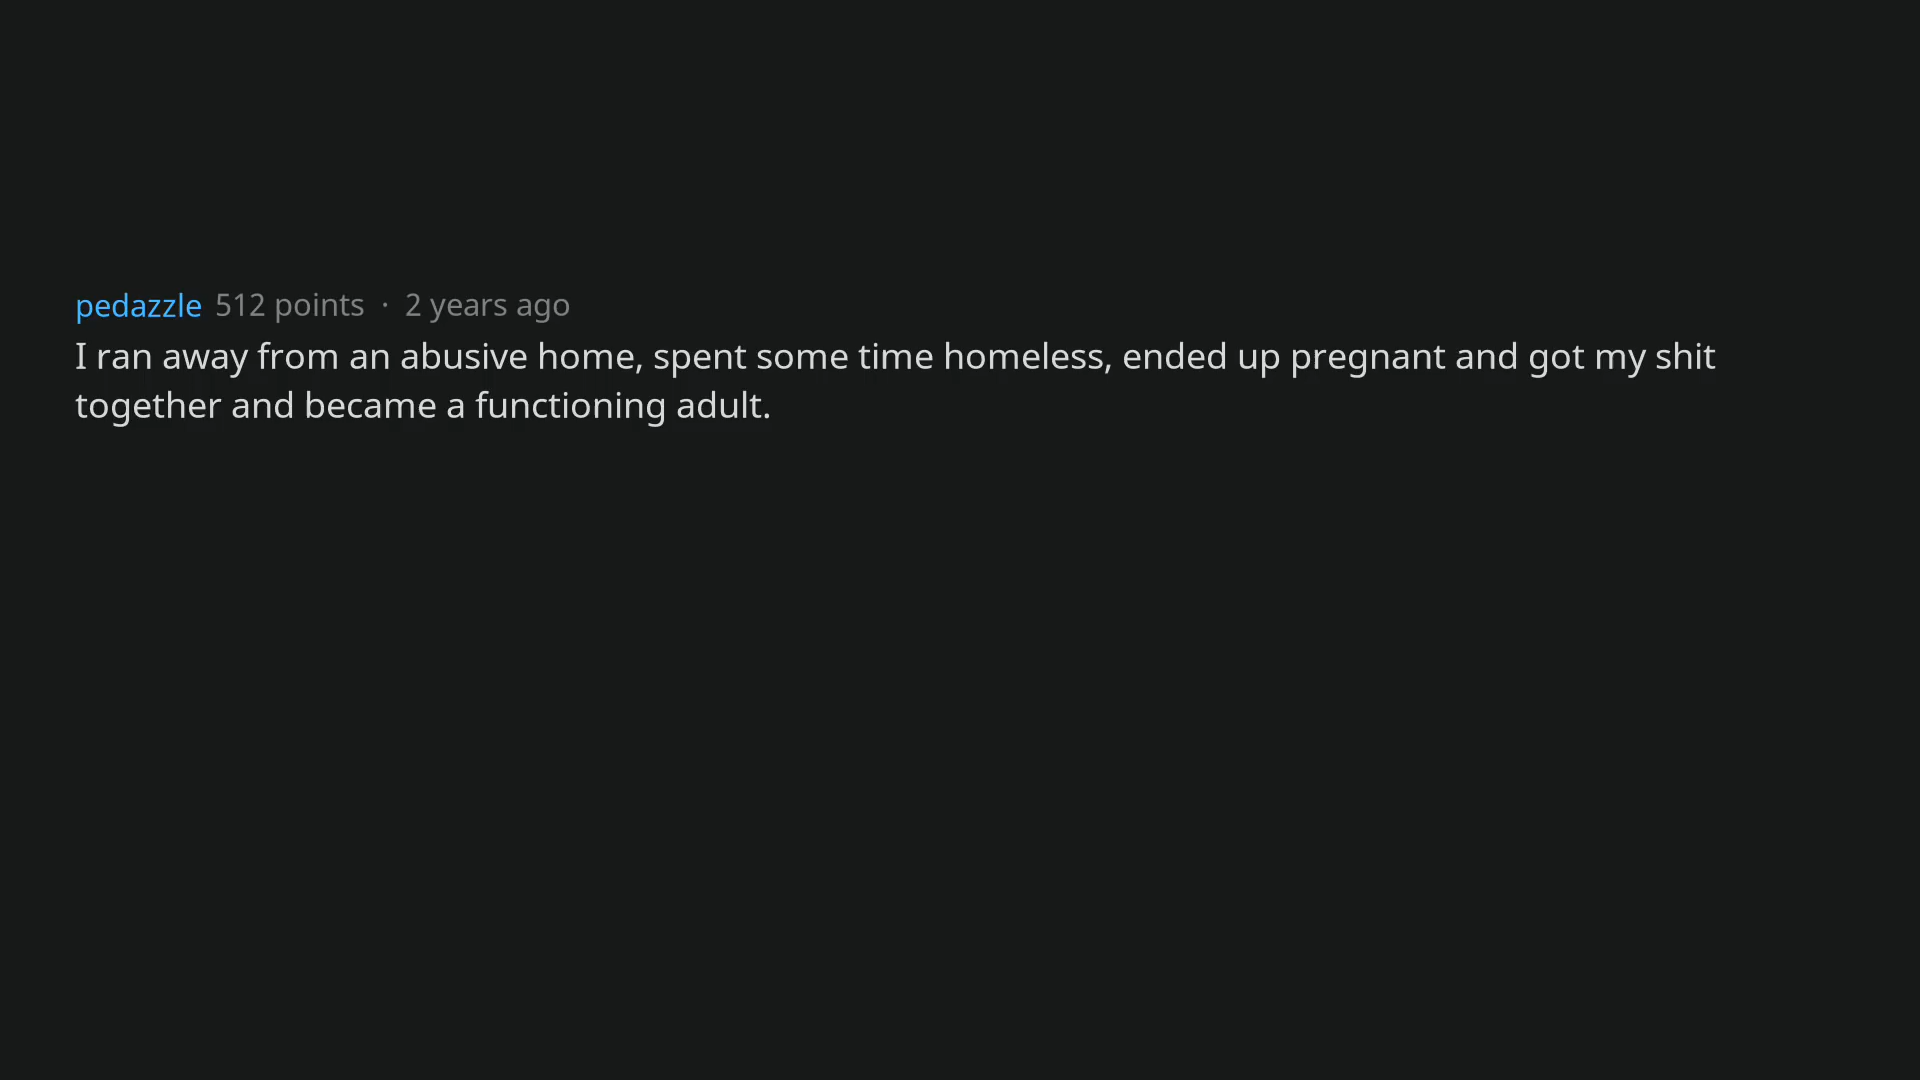 pedazzle 512 points · 2 years ago
I ran away from an abusive home, spent some time homeless, ended up pregnant and got my shit
together and became a functioning adult.